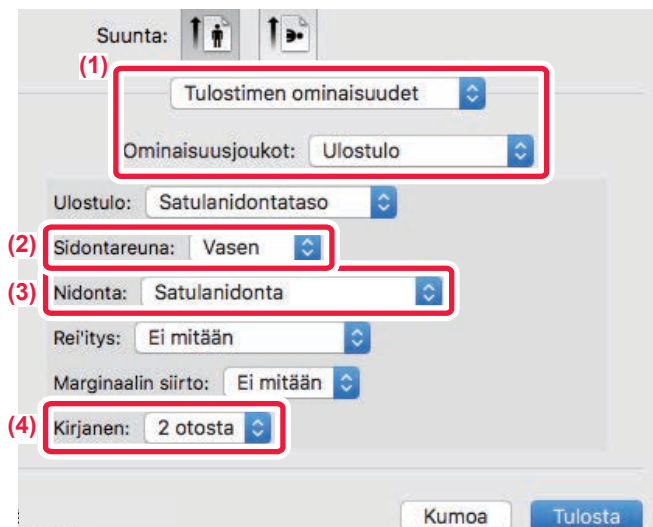 Suunta:
(1)
Tulostimen ominaisuudet
Ominaisuusjoukot: Ulostulo
Ulostulo: Satulanidontataso
(2) Sidontareuna: Vasen
(3) Nidonta: Satulanidonta
Rei'itys: Ei mitään
Marginaalin siirto: Ei mitään
(4) Kirjanen: 2 otosta
Kumoa Tulosta